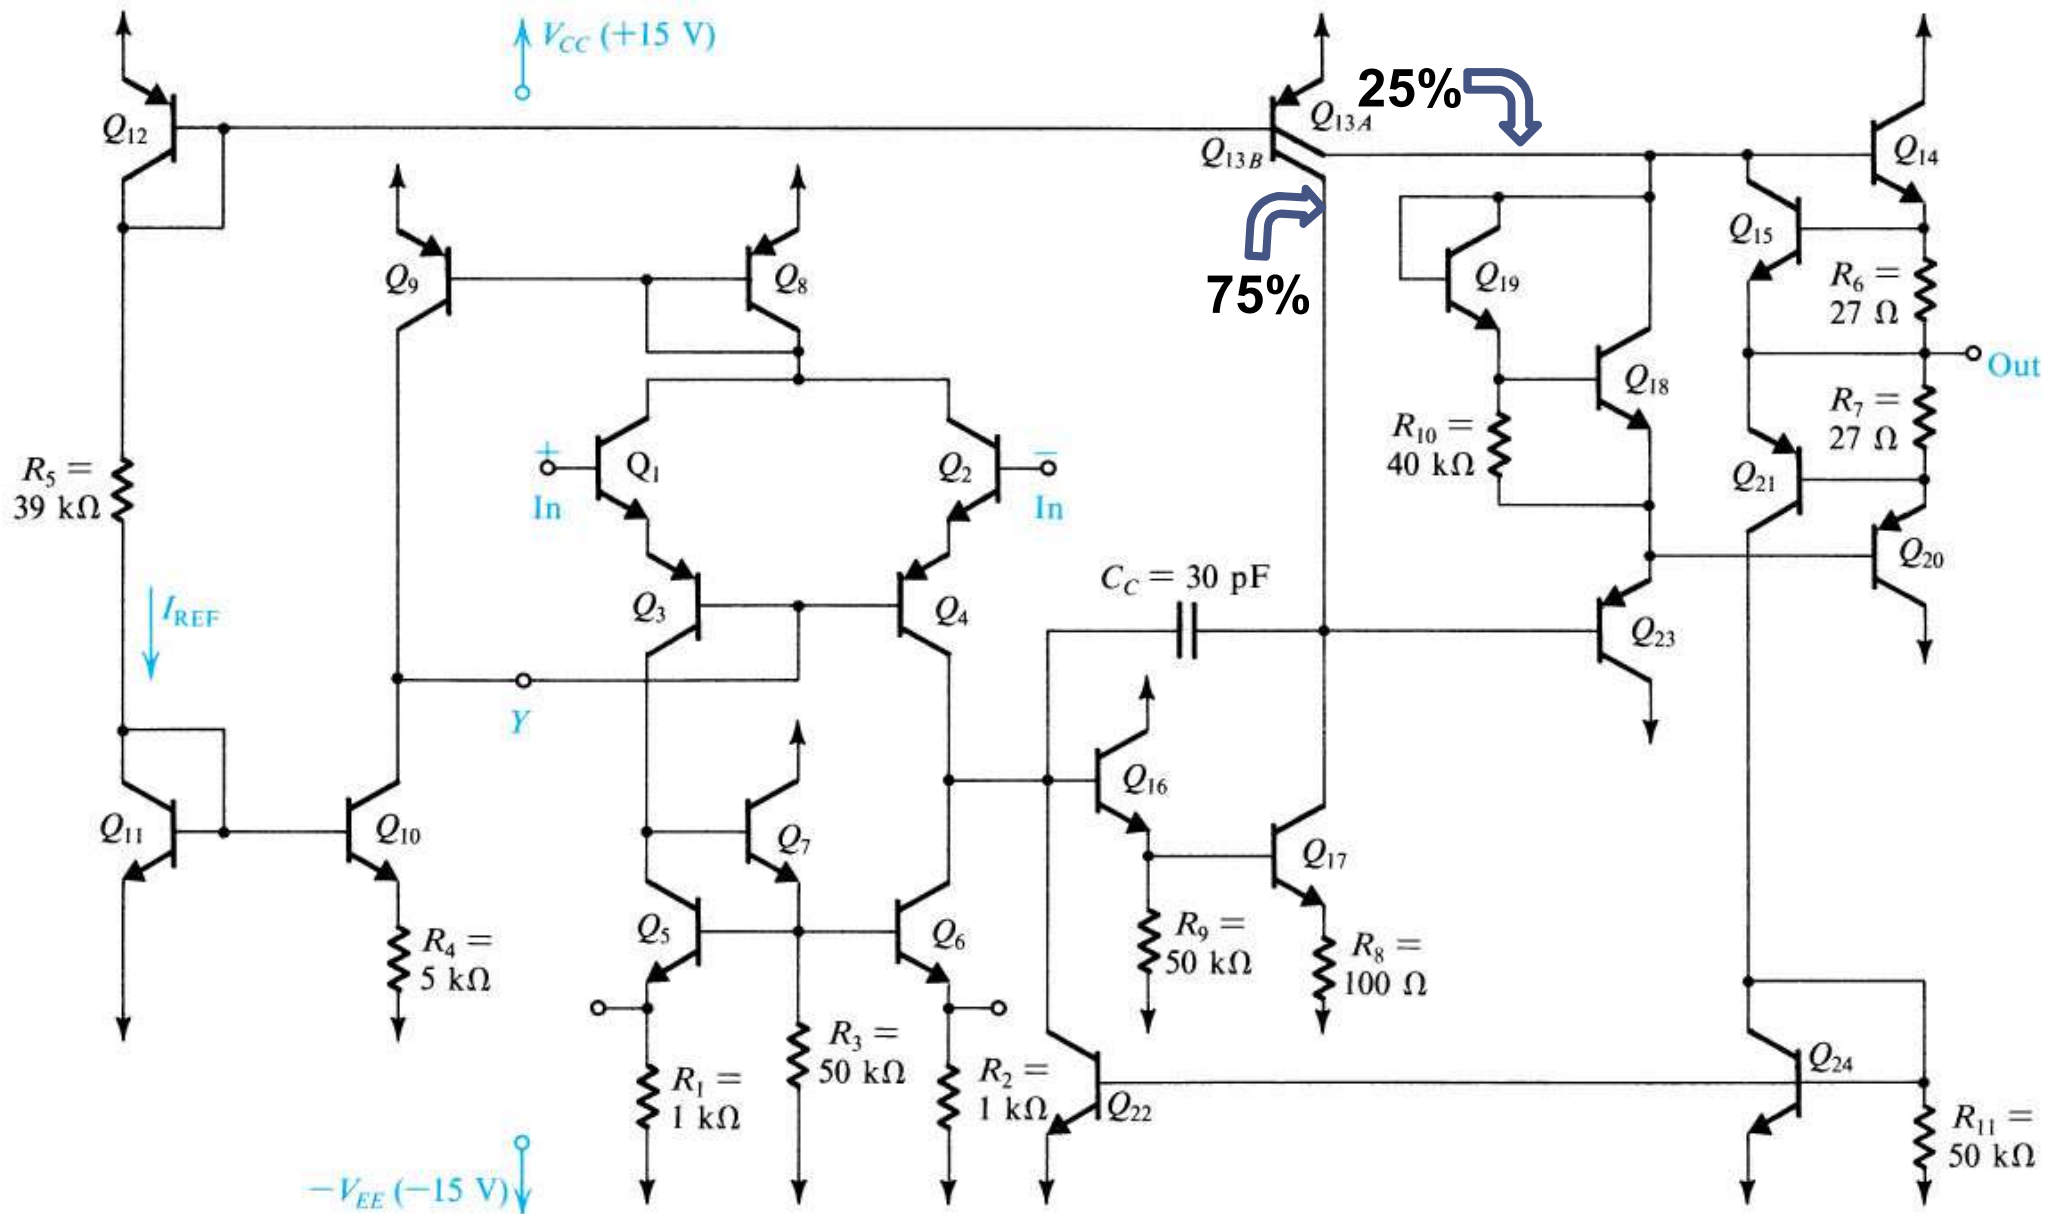 V_CC (+15 V)
25%
Q12
Q13A
Q13B
Q14
Q9
Q8
Q15
Q19
R6 =
27 Ω
75%
Out
Q18
R7 =
27 Ω
R10 =
40 kΩ
+
In
Q1
Q2
−
In
R5 =
39 kΩ
Q21
Q20
C_C = 30 pF
I_REF
Q3
Q4
Q23
Y
Q16
Q11
Q10
Q7
Q17
R4 =
5 kΩ
Q5
Q6
R9 =
50 kΩ
R8 =
100 Ω
R3 =
50 kΩ
R1 =
1 kΩ
R2 =
1 kΩ
Q22
Q24
R11 =
50 kΩ
−V_EE (−15 V)